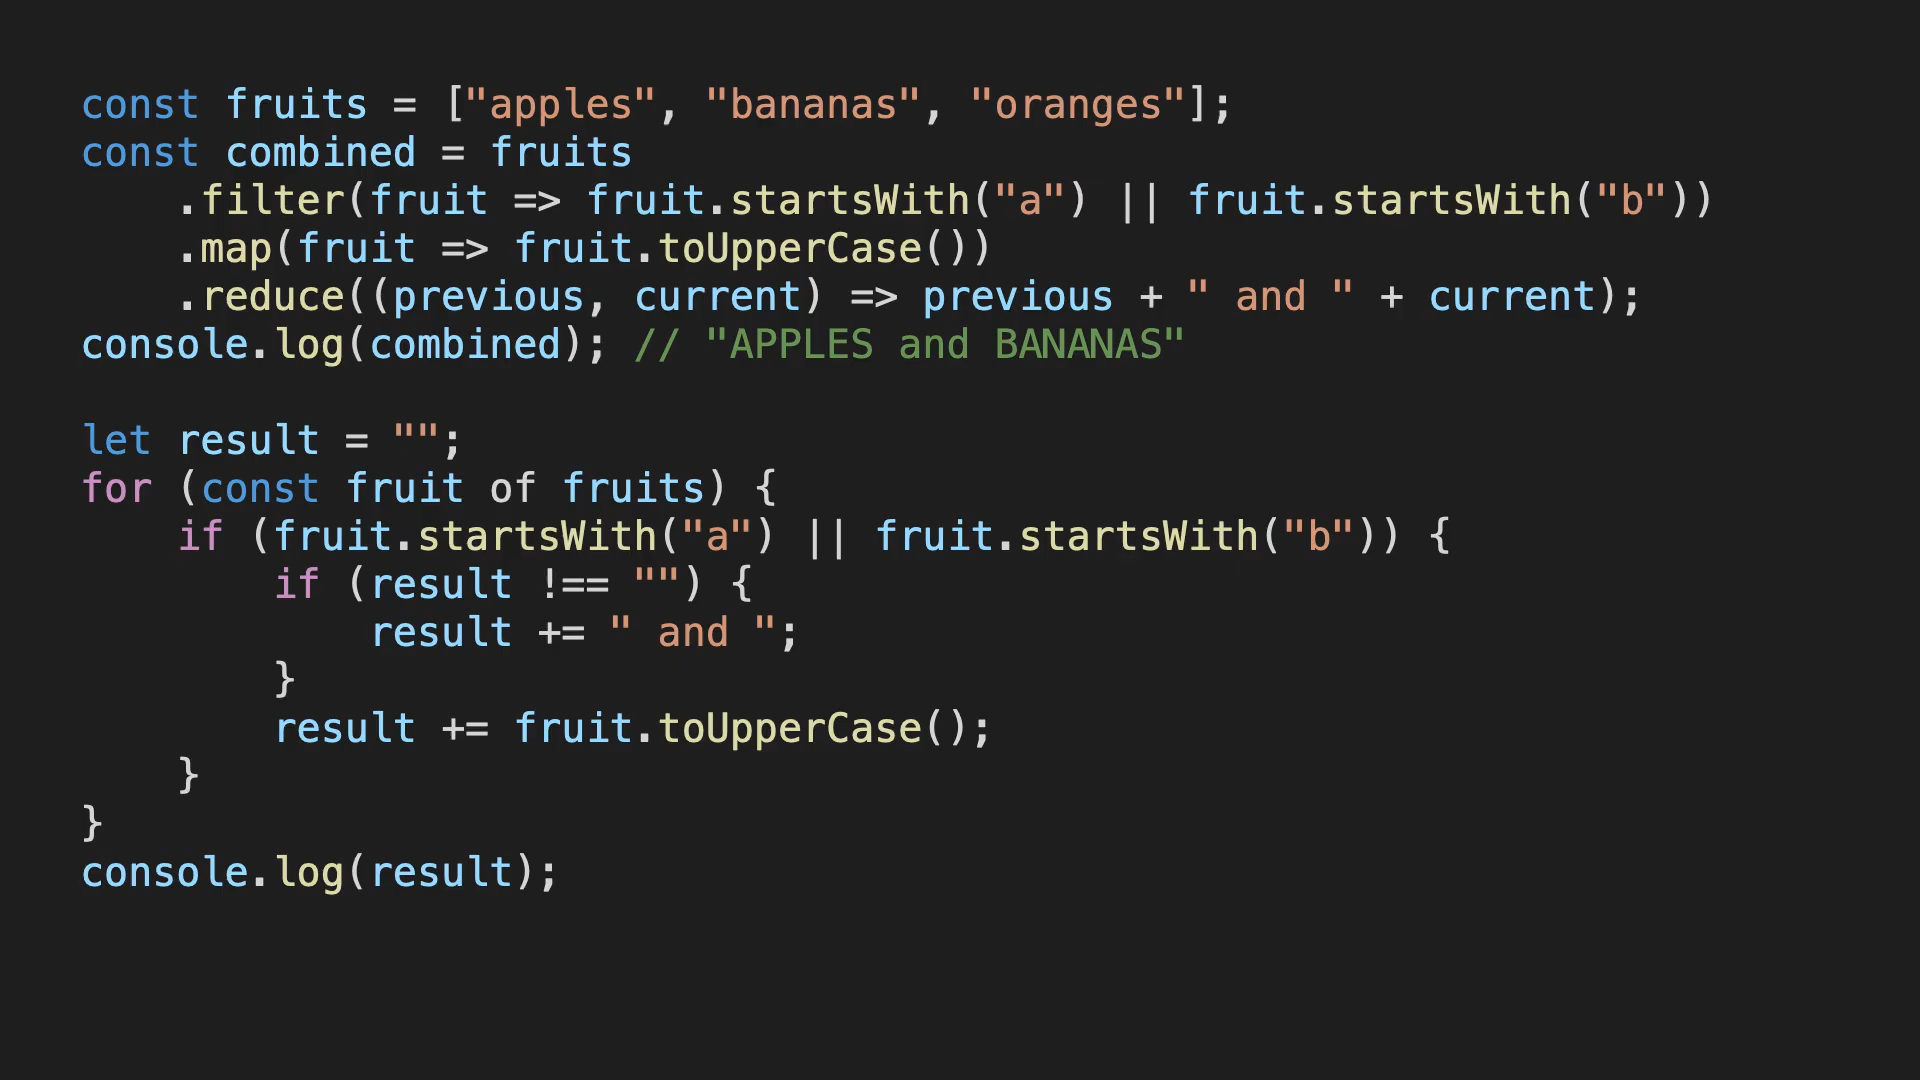 const fruits = ["apples", "bananas", "oranges"];
const combined = fruits
    .filter(fruit => fruit.startsWith("a") || fruit.startsWith("b"))
    .map(fruit => fruit.toUpperCase())
    .reduce((previous, current) => previous + " and " + current);
console.log(combined); // "APPLES and BANANAS"

let result = "";
for (const fruit of fruits) {
    if (fruit.startsWith("a") || fruit.startsWith("b")) {
        if (result !== "") {
            result += " and ";
        }
        result += fruit.toUpperCase();
    }
}
console.log(result);